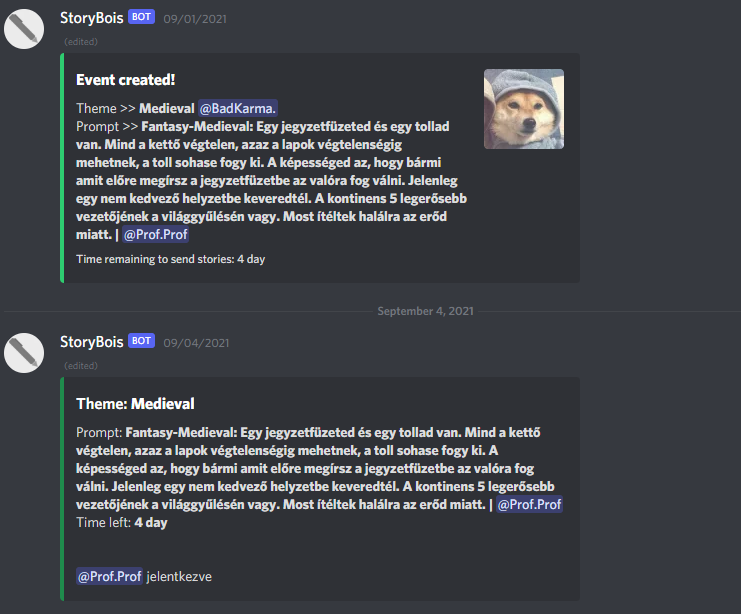 StoryBois BOT 09/01/2021
(edited)
Event created!
Theme >> Medieval @BadKarma.
Prompt >> Fantasy-Medieval: Egy jegyzetfüzeted és egy tollad
van. Mind a kettő végtelen, azaz a lapok végtelenségig
mehetnek, a toll sohase fogy ki. A képességed az, hogy bármi
amit előre megírsz a jegyzetfüzetbe az valóra fog válni. Jelenleg
egy nem kedvező helyzetbe keveredtél. A kontinens 5 legerősebb
vezetőjének a világgyűlésén vagy. Most ítéltek halálra az erőd
miatt. | @Prof.Prof
Time remaining to send stories: 4 day
September 4, 2021
StoryBois BOT 09/04/2021
(edited)
Theme: Medieval
Prompt: Fantasy-Medieval: Egy jegyzetfüzeted és egy tollad van. Mind a kettő
végtelen, azaz a lapok végtelenségig mehetnek, a toll sohase fogy ki. A
képességed az, hogy bármi amit előre megírsz a jegyzetfüzetbe az valóra fog
válni. Jelenleg egy nem kedvező helyzetbe keveredtél. A kontinens 5 legerősebb
vezetőjének a világgyűlésén vagy. Most ítéltek halálra az erőd miatt. | @Prof.Prof
Time left: 4 day
@Prof.Prof jelentkezve